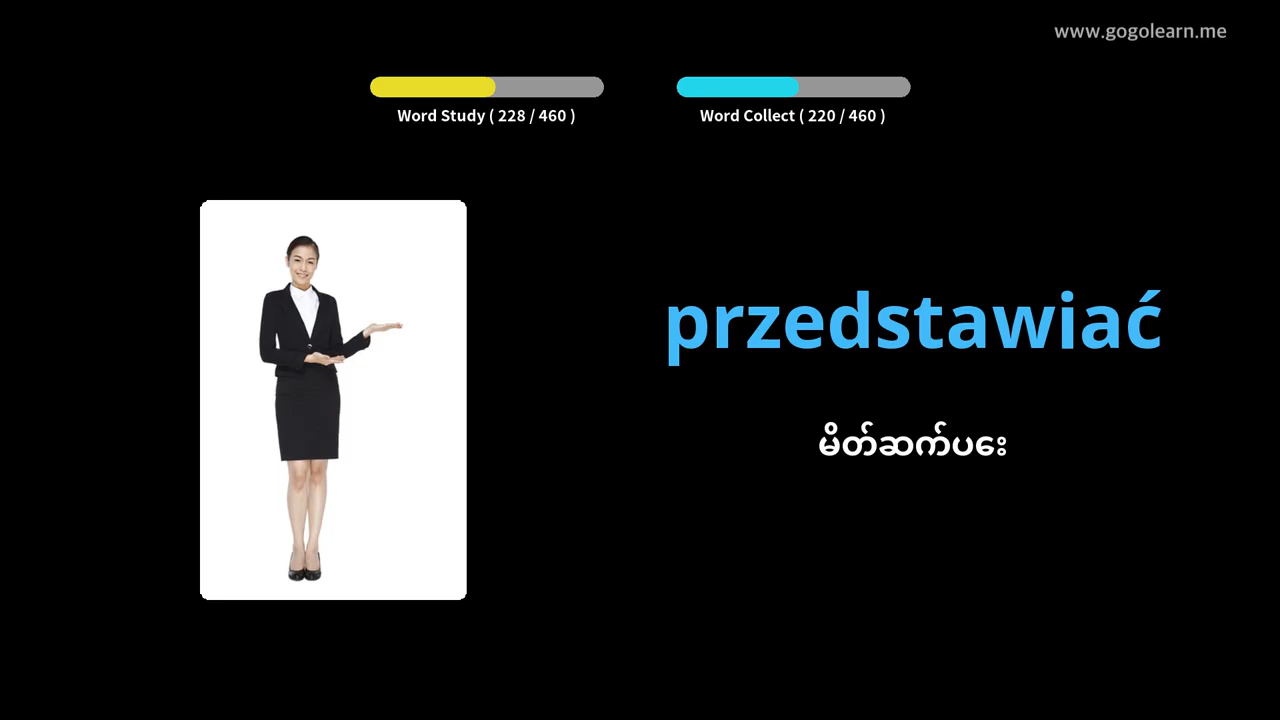 www.gogolearn.me
Word Study ( 228 / 460 )
Word Collect ( 220 / 460 )
przedstawiać
မိတ်ဆက်ပေး